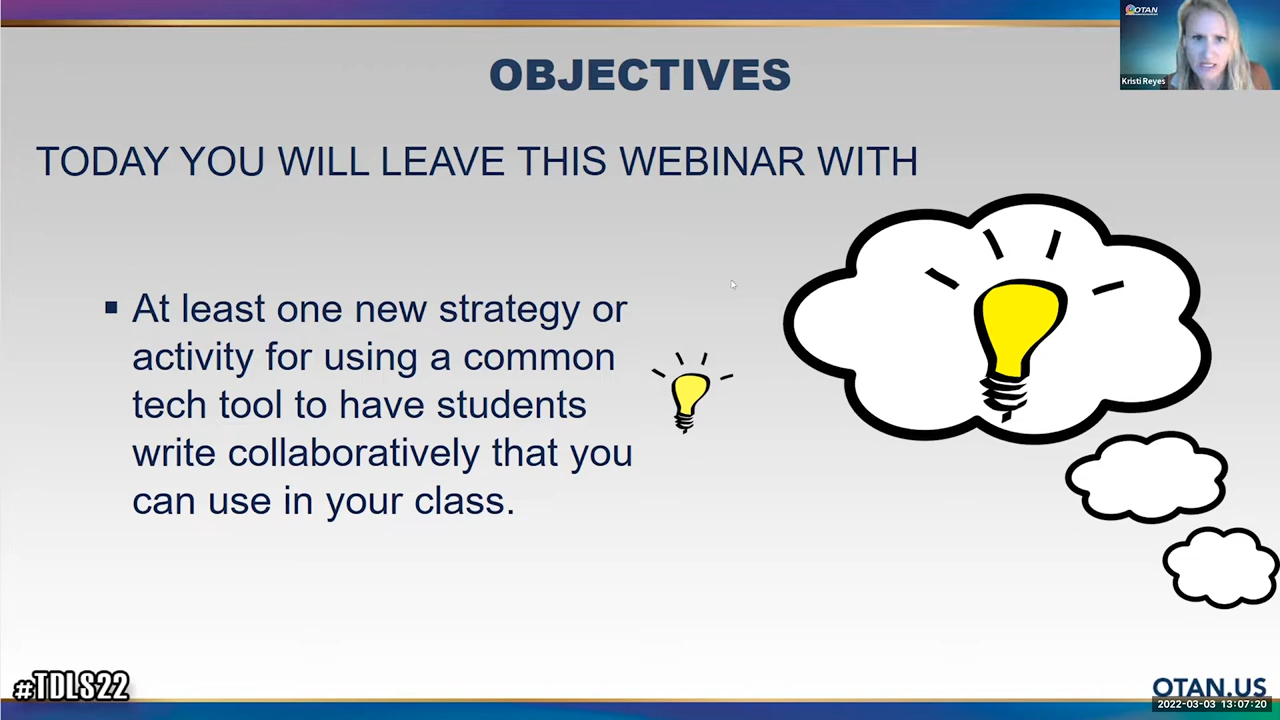 OTAN
Kristi Reyes
OBJECTIVES
TODAY YOU WILL LEAVE THIS WEBINAR WITH
▪ At least one new strategy or
activity for using a common
tech tool to have students
write collaboratively that you
can use in your class.
#TDLS22
OTAN.US
2022-03-03 13:07:20